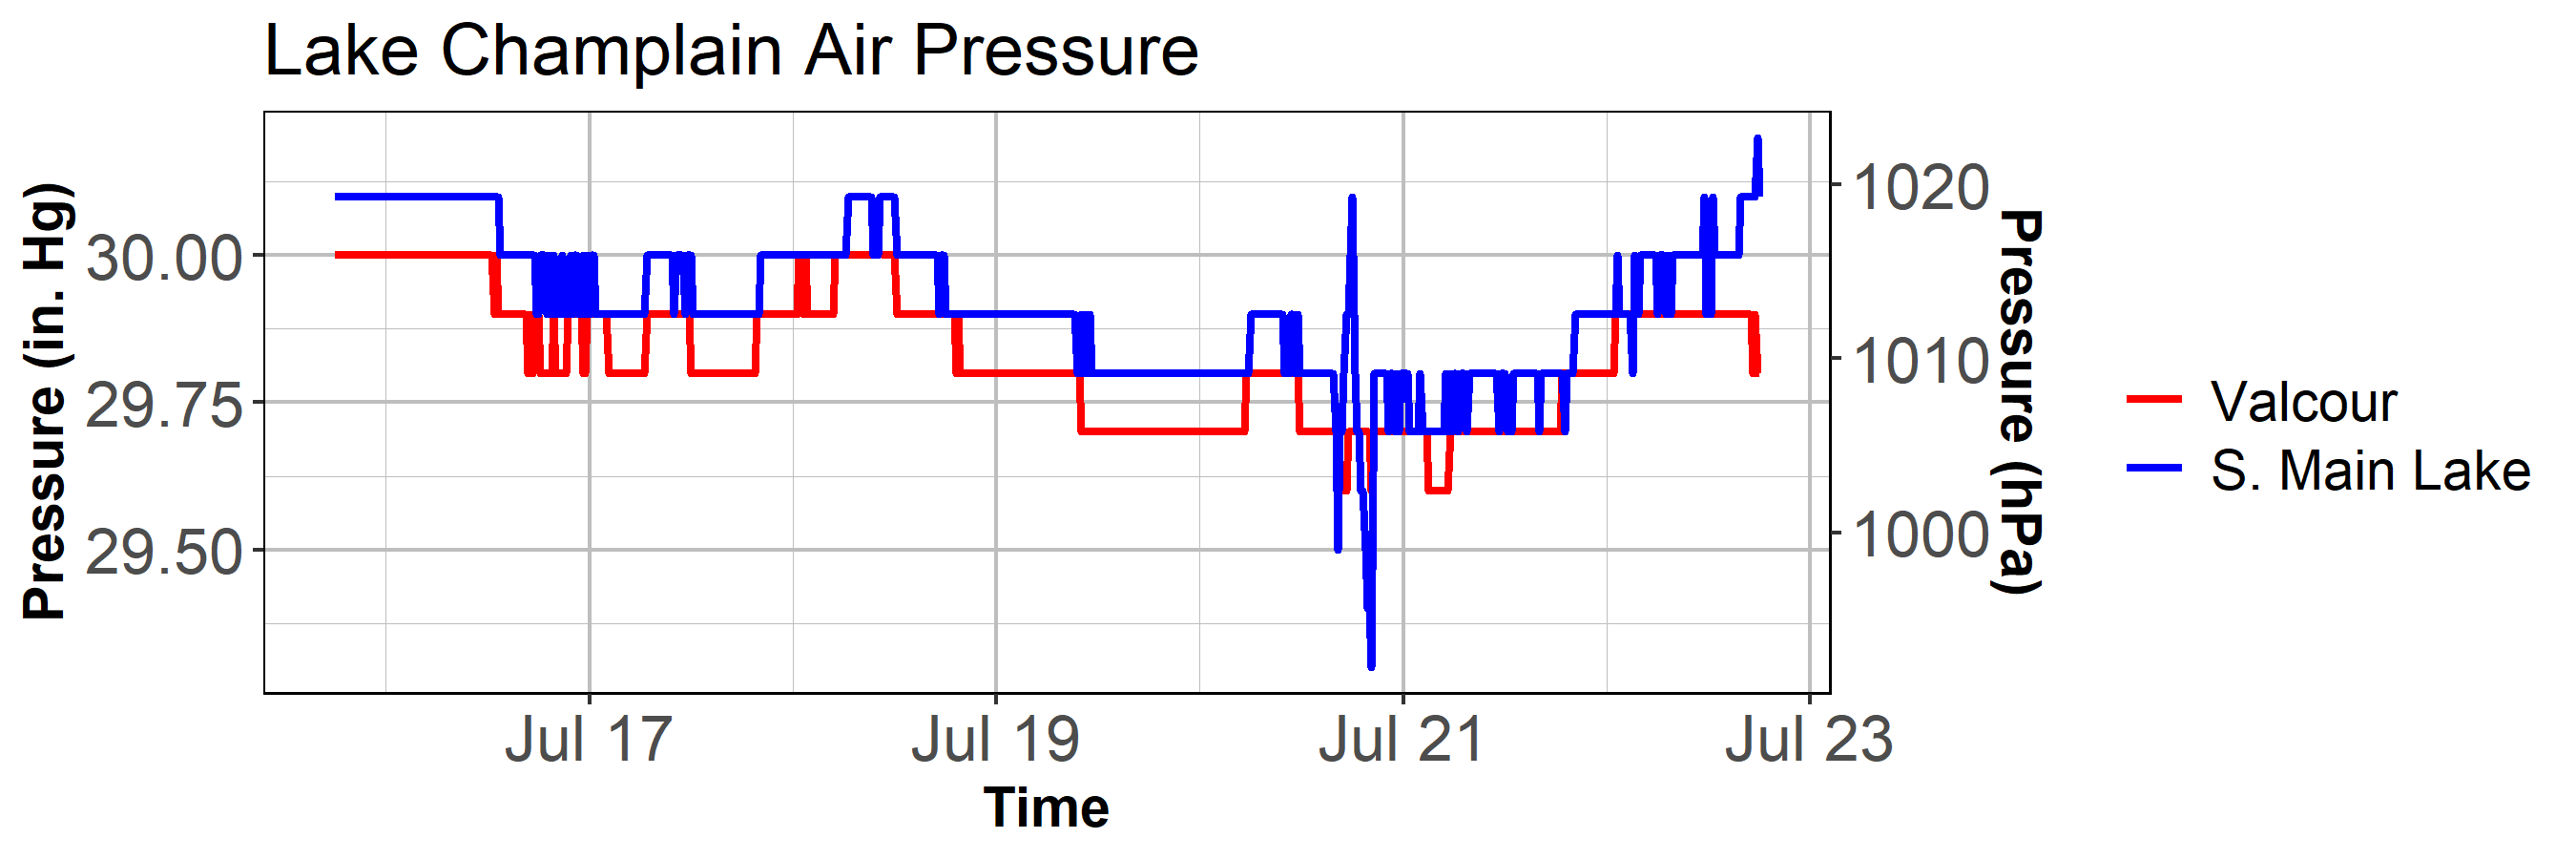 Lake Champlain Air Pressure
Pressure (in. Hg)
30.00
29.75
29.50
1020
1010
1000
Pressure (hPa)
Jul 17
Jul 19
Jul 21
Jul 23
Time
Valcour
S. Main Lake